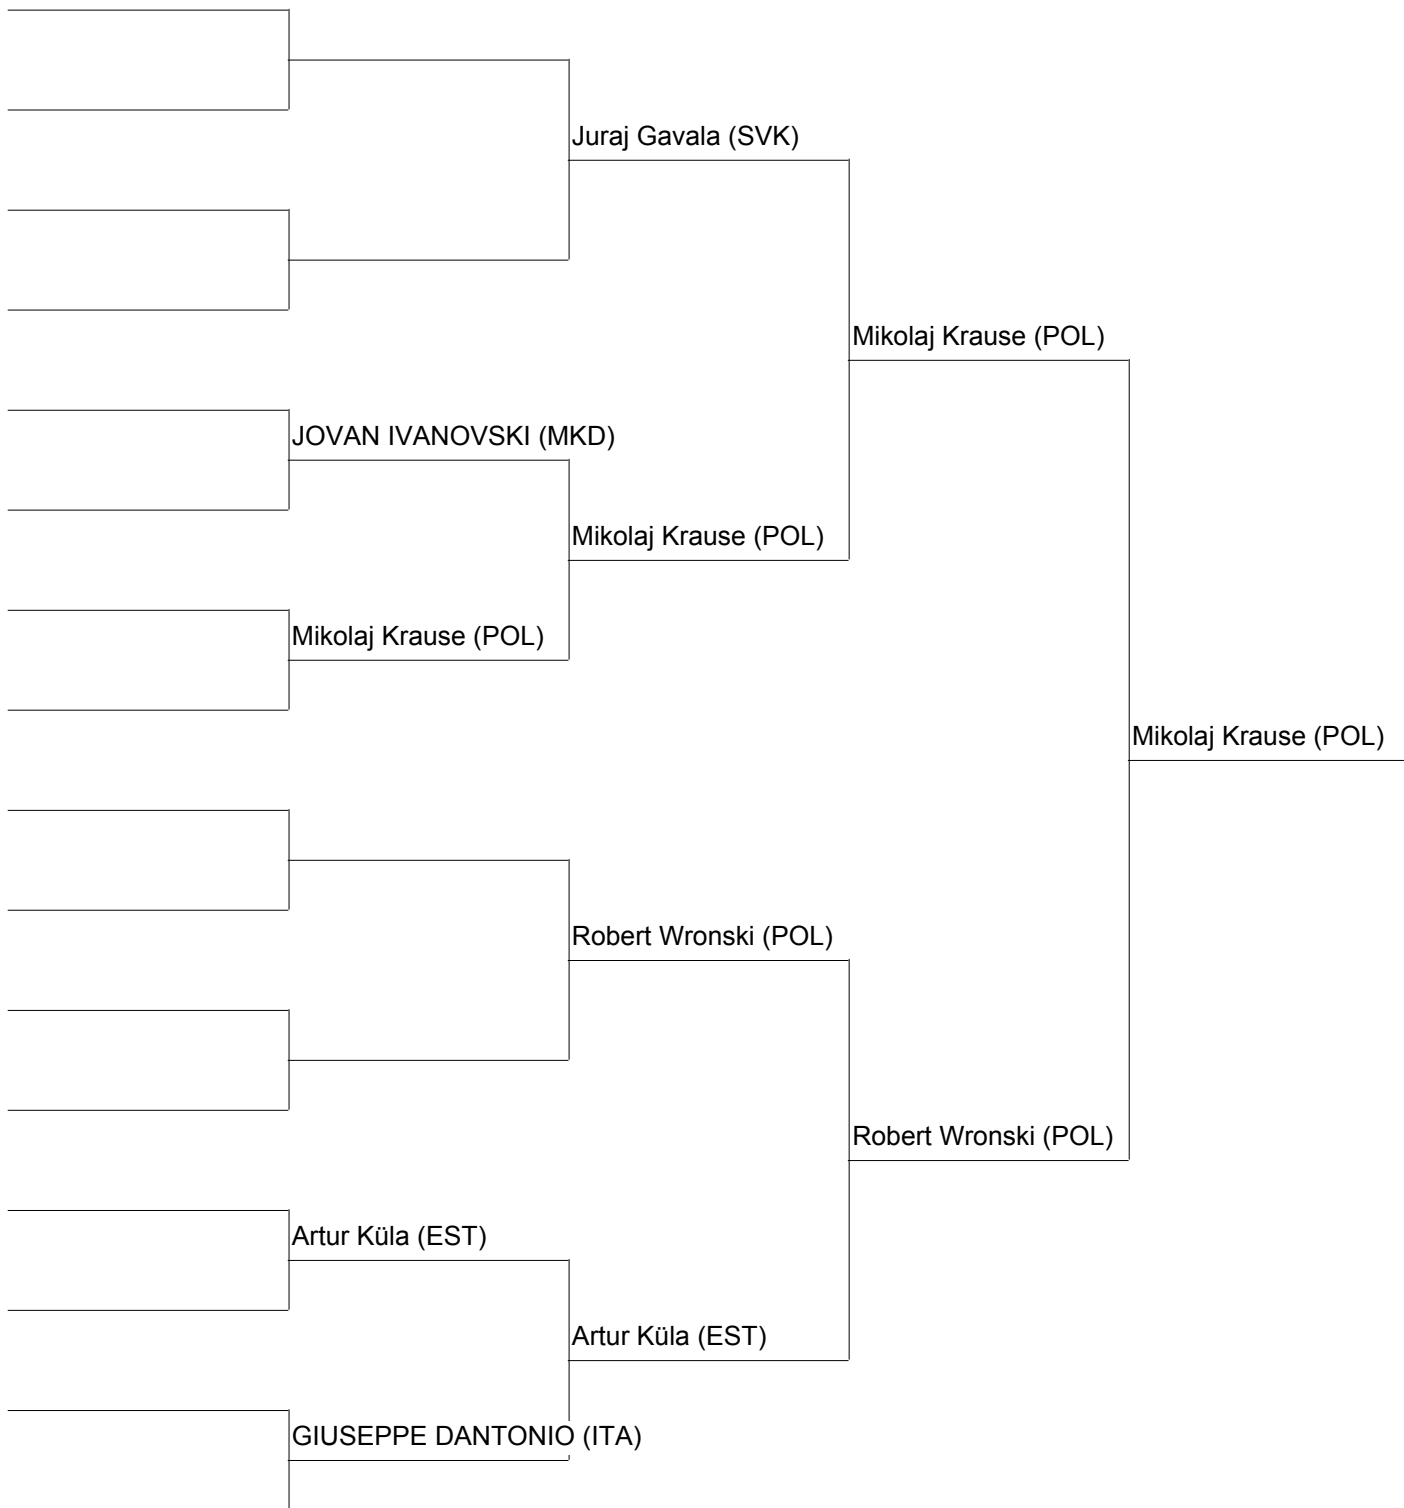 Juraj Gavala (SVK)
Mikolaj Krause (POL)
JOVAN IVANOVSKI (MKD)
Mikolaj Krause (POL)
Mikolaj Krause (POL)
Mikolaj Krause (POL)
Robert Wronski (POL)
Robert Wronski (POL)
Artur Küla (EST)
Artur Küla (EST)
GIUSEPPE DANTONIO (ITA)